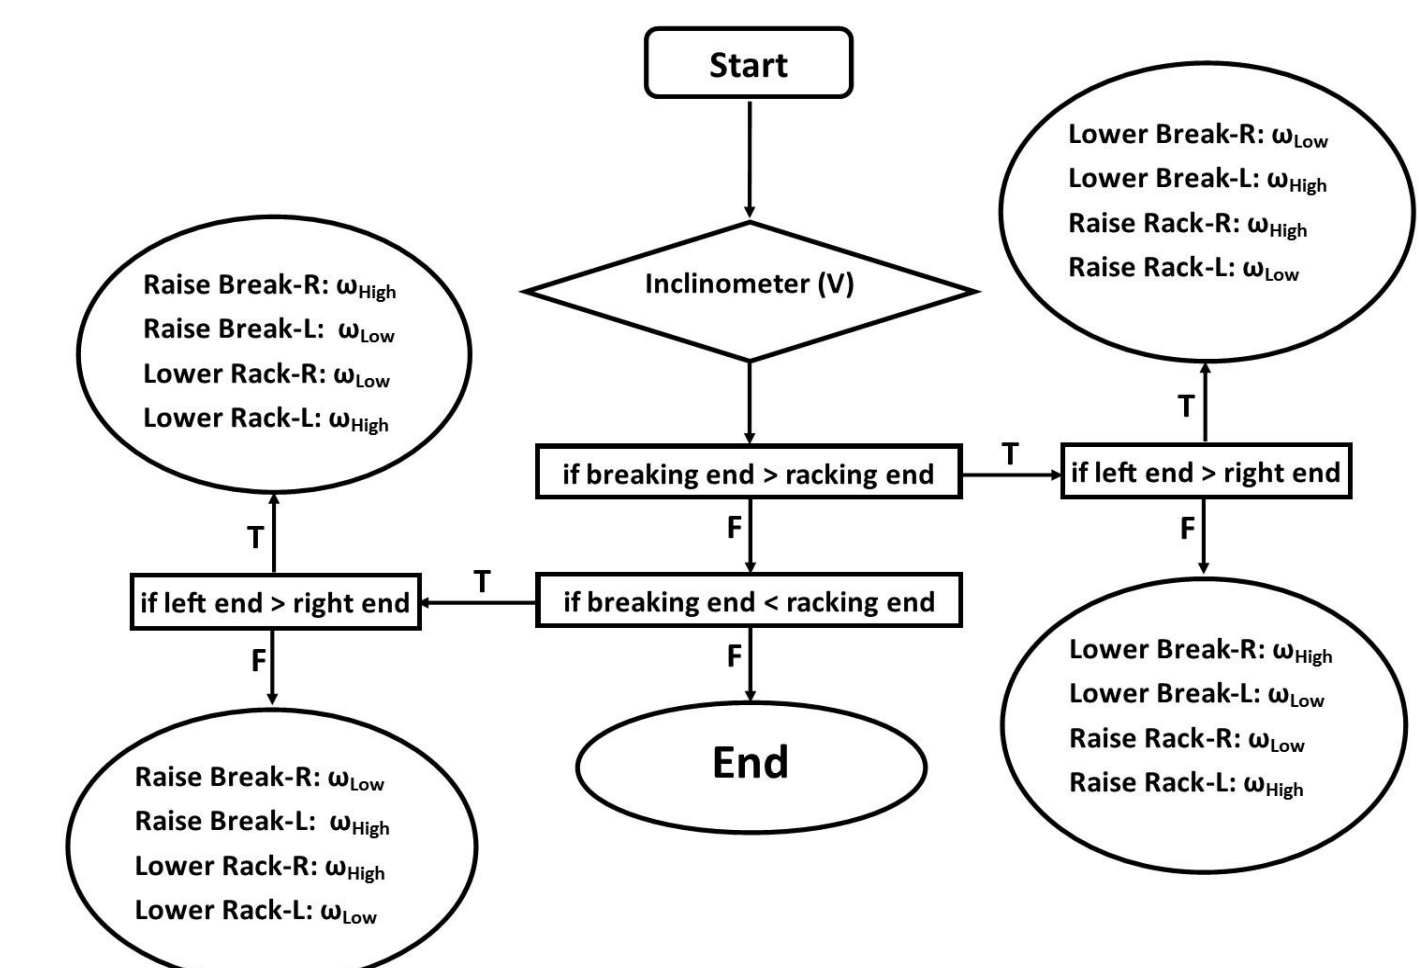 Start
Lower Break-R: ωLow
Lower Break-L: ωHigh
Raise Rack-R: ωHigh
Raise Rack-L: ωLow
Inclinometer (V)
Raise Break-R: ωHigh
Raise Break-L: ωLow
Lower Rack-R: ωLow
Lower Rack-L: ωHigh
T
if breaking end > racking end
T
if left end > right end
F
F
T
if left end > right end
T
if breaking end < racking end
F
F
Lower Break-R: ωHigh
Lower Break-L: ωLow
Raise Rack-R: ωLow
Raise Rack-L: ωHigh
End
Raise Break-R: ωLow
Raise Break-L: ωHigh
Lower Rack-R: ωHigh
Lower Rack-L: ωLow